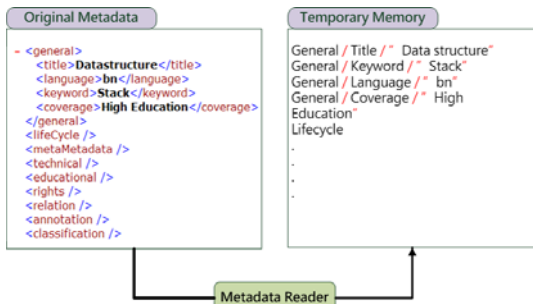 Original Metadata
- <general>
<title>Datastructure</title>
<language>bn</language>
<keyword>Stack</keyword>
<coverage>High Education</coverage>
</general>
<lifeCycle />
<metaMetadata />
<technical />
<educational />
<rights />
<relation />
<annotation />
<classification />
Temporary Memory
General / Title / " Data structure"
General / Keyword / " Stack"
General / Language / " bn"
General / Coverage / " High
Education"
Lifecycle
.
.
.
.
Metadata Reader